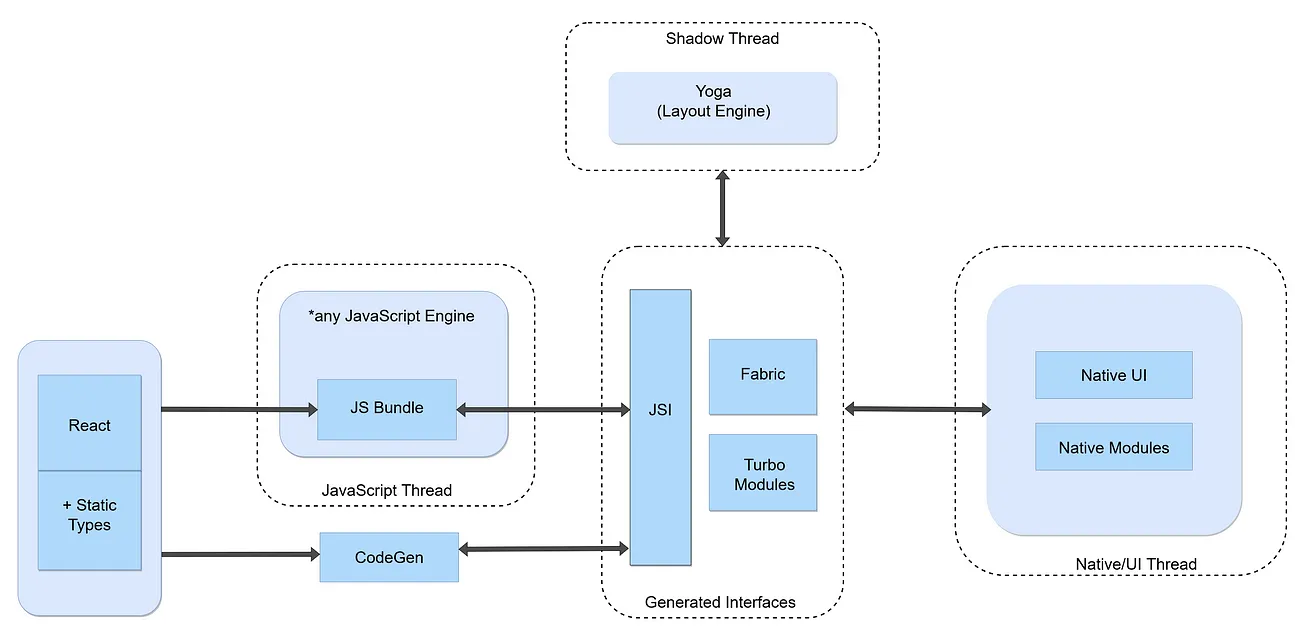 Shadow Thread
Yoga
(Layout Engine)
*any JavaScript Engine
JS Bundle
JavaScript Thread
React
+ Static
Types
CodeGen
JSI
Fabric
Turbo
Modules
Generated Interfaces
Native UI
Native Modules
Native/UI Thread